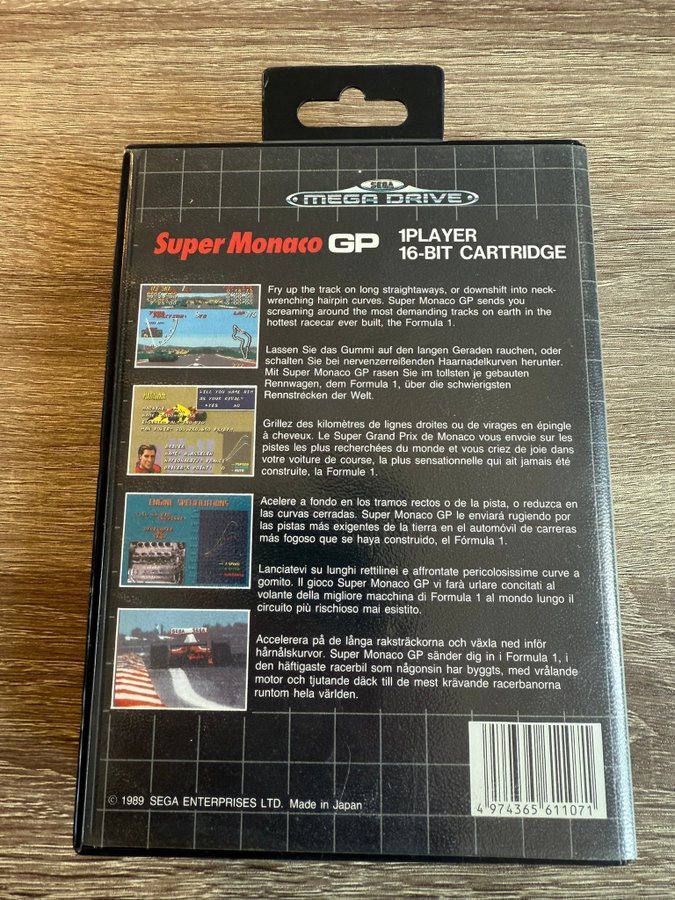 SEGA
MEGA DRIVE
Super Monaco GP
1PLAYER
16-BIT CARTRIDGE
Fry up the track on long straightaways, or downshift into neck-
wrenching hairpin curves. Super Monaco GP sends you
screaming around the most demanding tracks on earth in the
hottest racecar ever built, the Formula 1.
Lassen Sie das Gummi auf den langen Geraden rauchen, oder
schalten Sie bei nervenzerreißenden Haarnadelkurven herunter.
Mit Super Monaco GP rasen Sie im tollsten je gebauten
Rennwagen, dem Formula 1, über die schwierigsten
Rennstrecken der Welt.
WILL YOU NAME HIM
AS YOUR RIVAL?
YES NO
Grillez des kilomètres de lignes droites ou de virages en épingle
à cheveux. Le Super Grand Prix de Monaco vous envoie sur les
pistes les plus recherchées du monde et vous criez de joie dans
votre voiture de course, la plus sensationnelle qui ait jamais été
construite, la Formule 1.
ENGINE SPECIFICATIONS
Acelere a fondo en los tramos rectos o de la pista, o reduzca en
las curvas cerradas. Super Monaco GP le enviará rugiendo por
las pistas más exigentes de la tierra en el automóvil de carreras
más fogoso que se haya construido, el Fórmula 1.
Lanciatevi su lunghi rettilinei e affrontate pericolosissime curve a
gomito. Il gioco Super Monaco GP vi farà urlare concitati al
volante della migliore macchina di Formula 1 al mondo lungo il
circuito più rischioso mai esistito.
SEGA SEGA
Accelerera på de långa raksträckorna och växla ned inför
hårnålskurvor. Super Monaco GP sänder dig in i Formula 1, i
den häftigaste racerbil som någonsin har byggts, med vrålande
motor och tjutande däck till de mest krävande racerbanorna
runtom hela världen.
© 1989 SEGA ENTERPRISES LTD. Made in Japan
4 974365 611071